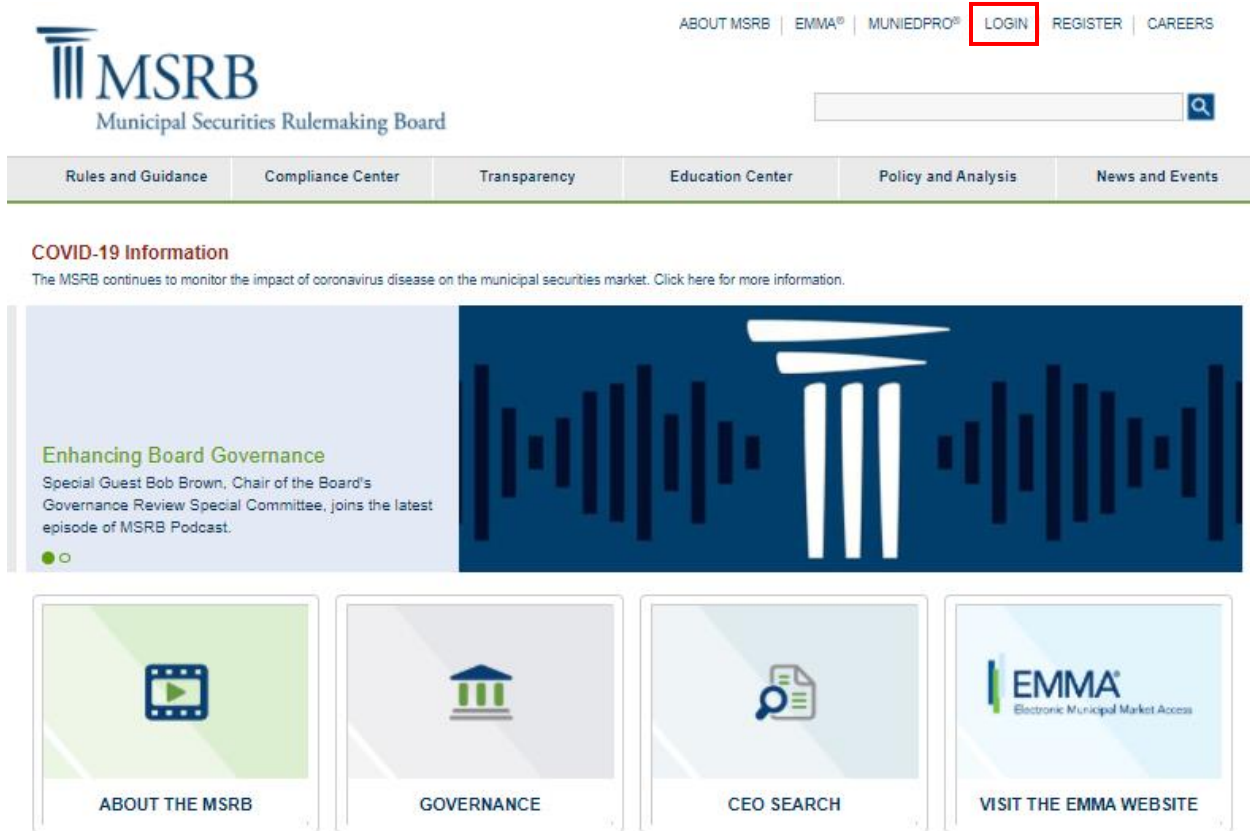 ABOUT MSRB | EMMA® | MUNIEDPRO® LOGIN REGISTER | CAREERS
MSRB
Municipal Securities Rulemaking Board
Rules and Guidance Compliance Center Transparency Education Center Policy and Analysis News and Events
COVID-19 Information
The MSRB continues to monitor the impact of coronavirus disease on the municipal securities market. Click here for more information.
Enhancing Board Governance
Special Guest Bob Brown, Chair of the Board's
Governance Review Special Committee, joins the latest
episode of MSRB Podcast.
EMMA®
Electronic Municipal Market Access
ABOUT THE MSRB GOVERNANCE CEO SEARCH VISIT THE EMMA WEBSITE